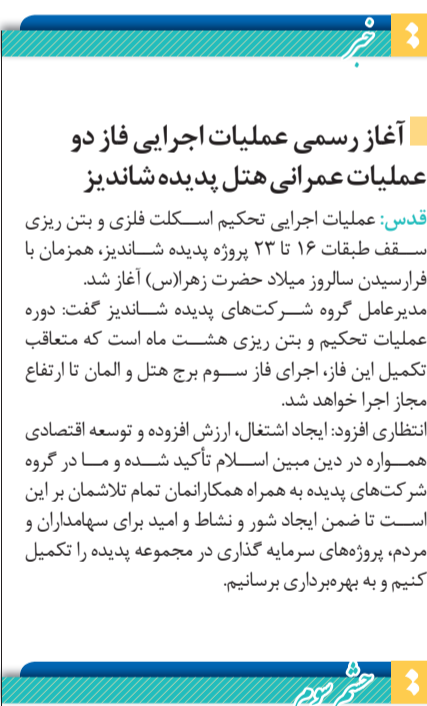 خبر
آغاز رسمی عملیات اجرایی فاز دو
عملیات عمرانی هتل پدیده شاندیز
قدس: عملیات اجرایی تحکیم اسکلت فلزی و بتن ریزی
سقف طبقات ۱۶ تا ۲۳ پروژه پدیده شاندیز، همزمان با
فرارسیدن سالروز میلاد حضرت زهرا(س) آغاز شد.
مدیرعامل گروه شرکت‌های پدیده شاندیز گفت: دوره
عملیات تحکیم و بتن ریزی هشت ماه است که متعاقب
تکمیل این فاز، اجرای فاز سوم برج هتل و المان تا ارتفاع
مجاز اجرا خواهد شد.
انتظاری افزود: ایجاد اشتغال، ارزش افزوده و توسعه اقتصادی
همواره در دین مبین اسلام تأکید شده و ما در گروه
شرکت‌های پدیده به همراه همکارانمان تمام تلاشمان بر این
است تا ضمن ایجاد شور و نشاط و امید برای سهامداران و
مردم، پروژه‌های سرمایه گذاری در مجموعه پدیده را تکمیل
کنیم و به بهره‌برداری برسانیم.
چشم سوم